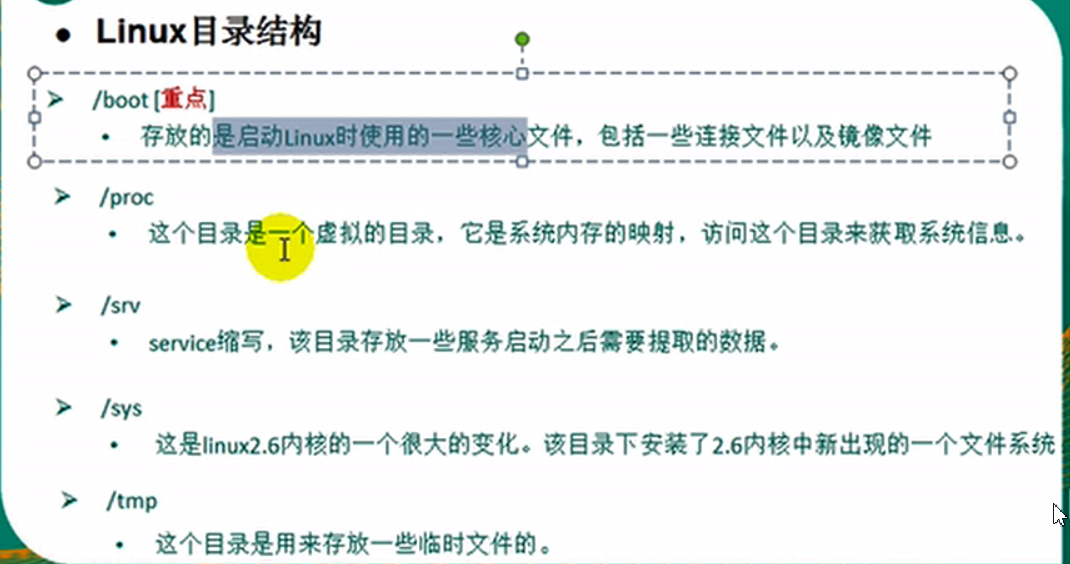 Linux目录结构
/boot [重点]
存放的是启动Linux时使用的一些核心文件，包括一些连接文件以及镜像文件
/proc
这个目录是一个虚拟的目录，它是系统内存的映射，访问这个目录来获取系统信息。
/srv
service缩写，该目录存放一些服务启动之后需要提取的数据。
/sys
这是linux2.6内核的一个很大的变化。该目录下安装了2.6内核中新出现的一个文件系统
/tmp
这个目录是用来存放一些临时文件的。